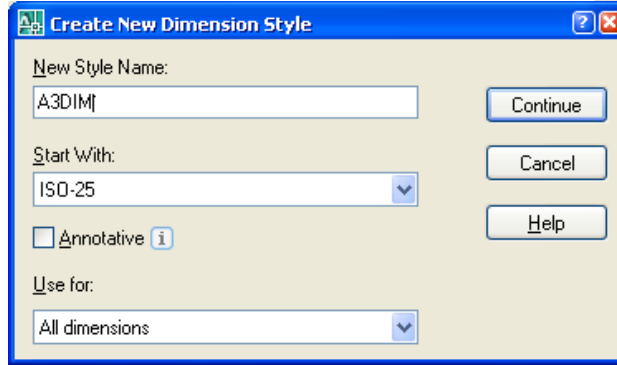 Create New Dimension Style
New Style Name:
A3DIM
Continue
Start With:
ISO-25
Cancel
Annotative
Help
Use for:
All dimensions